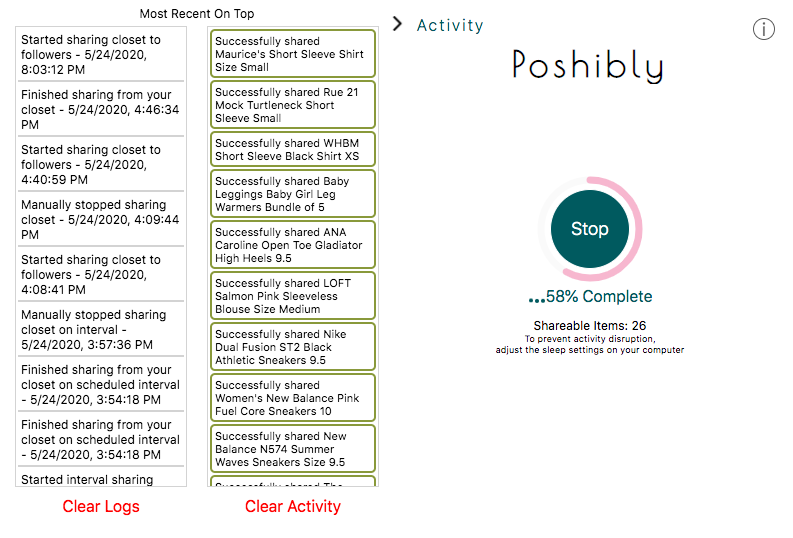 Most Recent On Top
Started sharing closet to
followers - 5/24/2020,
8:03:12 PM
Finished sharing from your
closet - 5/24/2020, 4:46:34
PM
Started sharing closet to
followers - 5/24/2020,
4:40:59 PM
Manually stopped sharing
closet - 5/24/2020, 4:09:44
PM
Started sharing closet to
followers - 5/24/2020,
4:08:41 PM
Manually stopped sharing
closet on interval -
5/24/2020, 3:57:36 PM
Finished sharing from your
closet on scheduled interval
- 5/24/2020, 3:54:18 PM
Finished sharing from your
closet on scheduled interval
- 5/24/2020, 3:54:18 PM
Started interval sharing
Clear Logs
Successfully shared
Maurice's Short Sleeve Shirt
Size Small
Successfully shared Rue 21
Mock Turtleneck Short
Sleeve Small
Successfully shared WHBM
Short Sleeve Black Shirt XS
Successfully shared Baby
Leggings Baby Girl Leg
Warmers Bundle of 5
Successfully shared ANA
Caroline Open Toe Gladiator
High Heels 9.5
Successfully shared LOFT
Salmon Pink Sleeveless
Blouse Size Medium
Successfully shared Nike
Dual Fusion ST2 Black
Athletic Sneakers 9.5
Successfully shared
Women's New Balance Pink
Fuel Core Sneakers 10
Successfully shared New
Balance N574 Summer
Waves Sneakers Size 9.5
Successfully shared The
Clear Activity
Activity
Poshibly
Stop
...58% Complete
Shareable Items: 26
To prevent activity disruption,
adjust the sleep settings on your computer